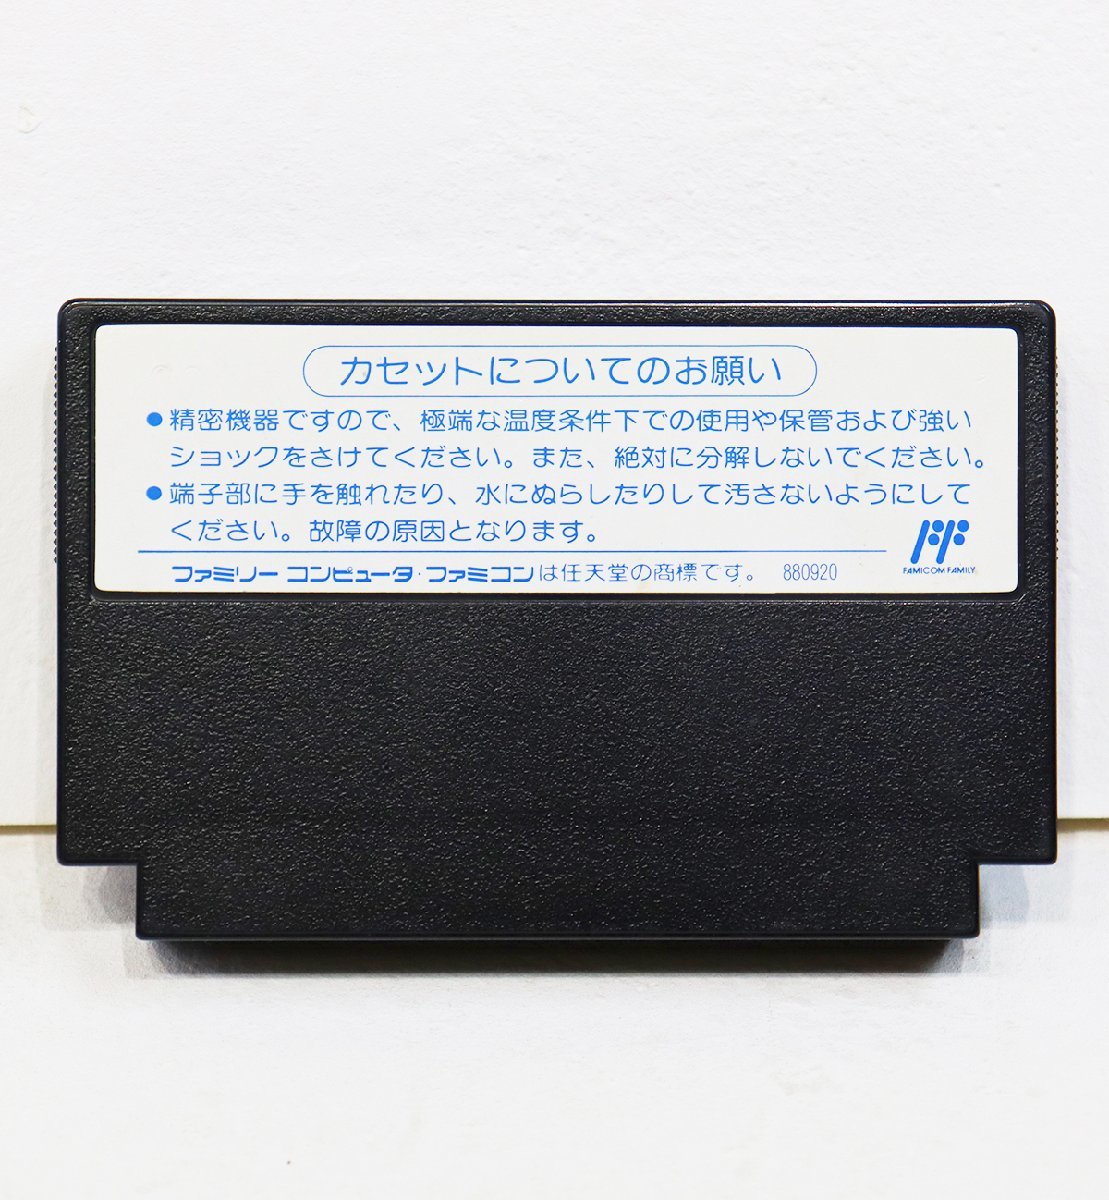 カセットについてのお願い
●精密機器ですので、極端な温度条件下での使用や保管および強い
ショックをさけてください。また、絶対に分解しないでください。
●端子部に手を触れたり、水にぬらしたりして汚さないようにして
ください。故障の原因となります。
ファミリー コンピュータ・ファミコンは任天堂の商標です。 880920
FAMICOM FAMILY